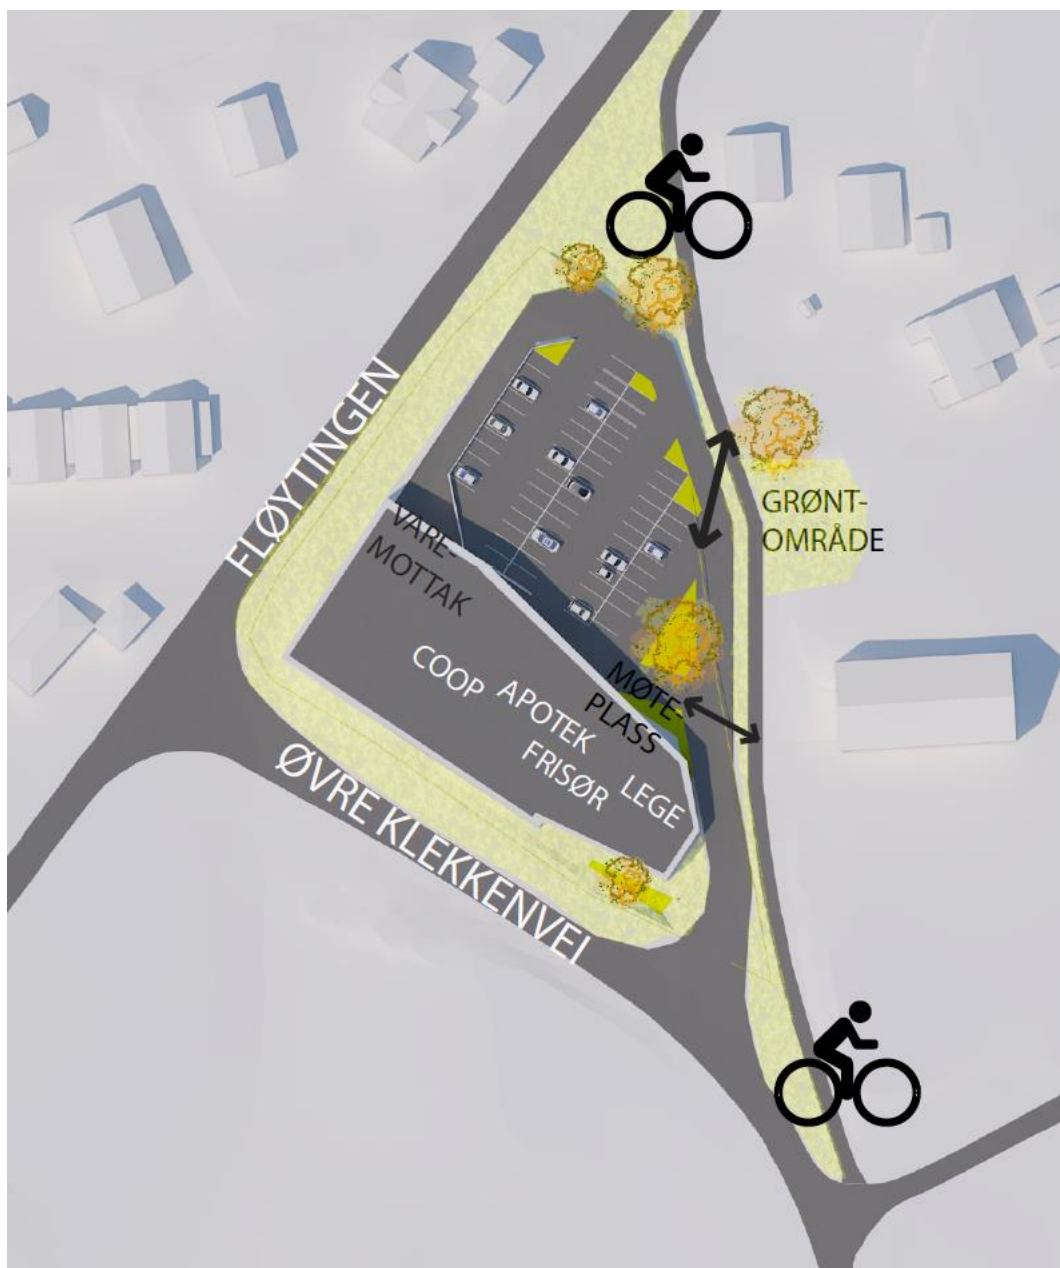 FLØYTINGEN
GRØNT-
OMRÅDE
VARE-
MOTTAK
COOP
APOTEK
FRISØR
MØTE-
PLASS
LEGE
ØVRE KLEKKENVEI